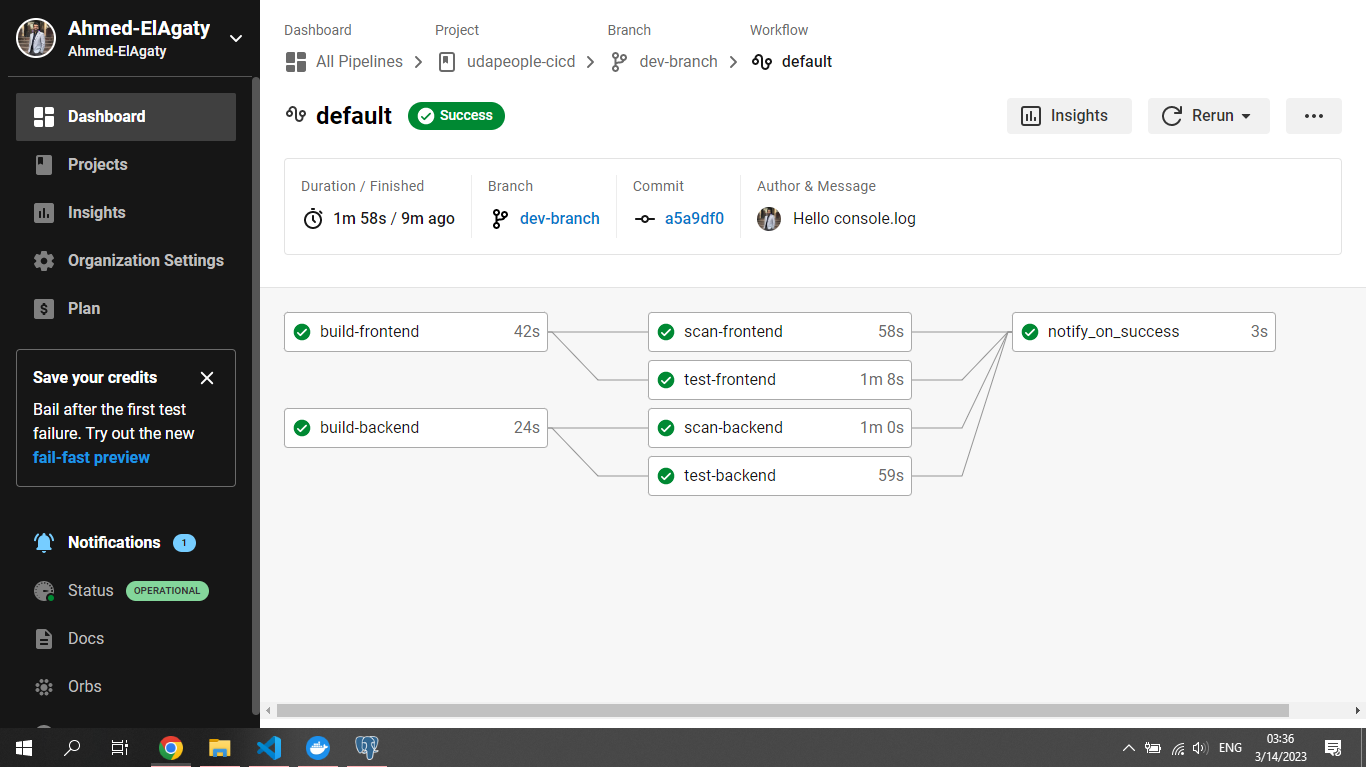 Ahmed-ElAgaty
Ahmed-ElAgaty
Dashboard
Projects
Insights
Organization Settings
Plan
Save your credits
Bail after the first test
failure. Try out the new
fail-fast preview
Notifications 1
Status OPERATIONAL
Docs
Orbs
Dashboard Project Branch Workflow
All Pipelines udapeople-cicd dev-branch default
default Success Insights Rerun
Duration / Finished Branch Commit Author & Message
1m 58s / 9m ago dev-branch a5a9df0 Hello console.log
build-frontend 42s scan-frontend 58s notify_on_success 3s
test-frontend 1m 8s
build-backend 24s scan-backend 1m 0s
test-backend 59s
ENG 03:36
3/14/2023